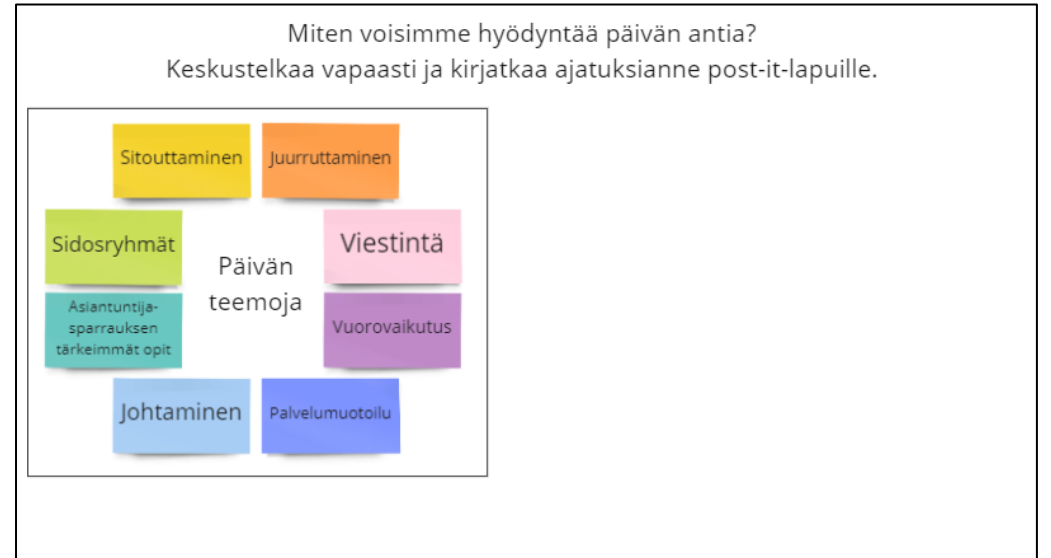 Miten voisimme hyödyntää päivän antia?
Keskustelkaa vapaasti ja kirjatkaa ajatuksianne post-it-lapuille.
Sitouttaminen
Juurruttaminen
Sidosryhmät
Viestintä
Päivän
teemoja
Asiantuntija-
sparrauksen
tärkeimmät opit
Vuorovaikutus
Johtaminen
Palvelumuotoilu